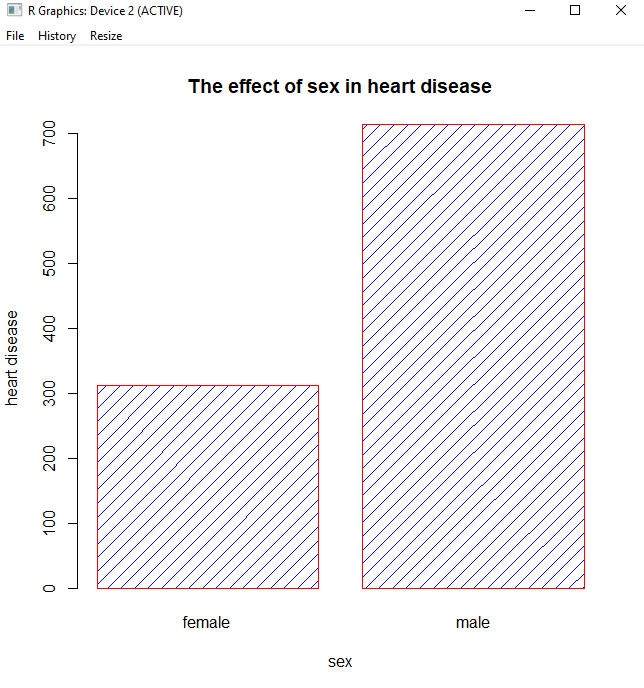 R Graphics: Device 2 (ACTIVE)
File History Resize
The effect of sex in heart disease
heart disease
700
600
500
400
300
200
100
0
female male
sex